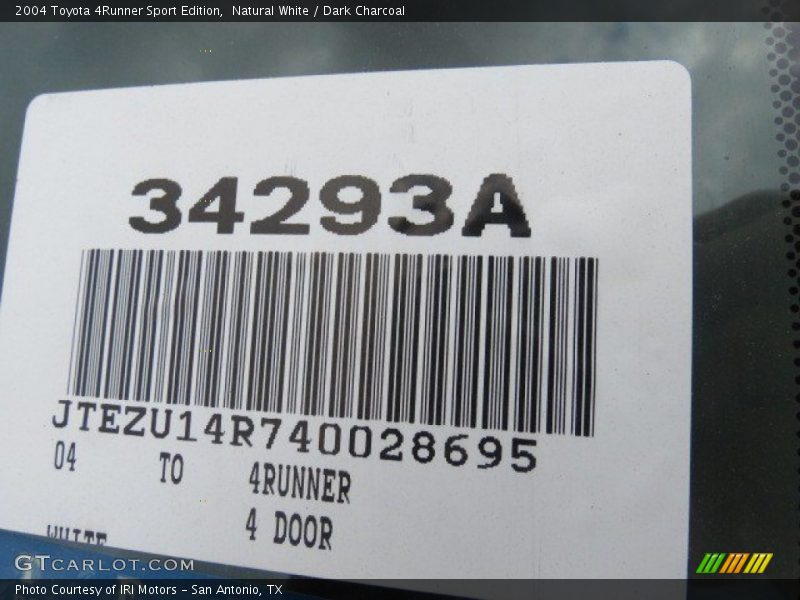 2004 Toyota 4Runner Sport Edition,  Natural White / Dark Charcoal
34293A
JTEZU14R740028695
04 TO 4RUNNER
4 DOOR
WHITE
GTCARLOT.COM
Photo Courtesy of IRI Motors - San Antonio, TX